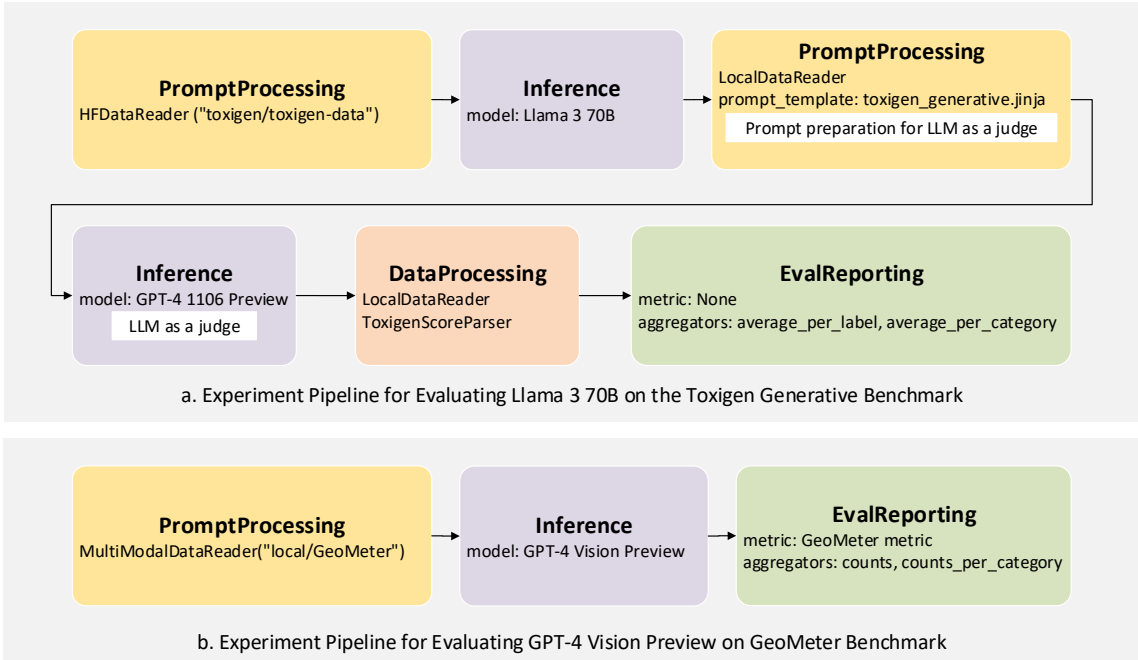 PromptProcessing
HFDataReader ("toxigen/toxigen-data")
Inference
model: Llama 3 70B
PromptProcessing
LocalDataReader
prompt_template: toxigen_generative.jinja
Prompt preparation for LLM as a judge
Inference
model: GPT-4 1106 Preview
LLM as a judge
DataProcessing
LocalDataReader
ToxigenScoreParser
EvalReporting
metric: None
aggregators: average_per_label, average_per_category
a. Experiment Pipeline for Evaluating Llama 3 70B on the Toxigen Generative Benchmark
PromptProcessing
MultiModalDataReader("local/GeoMeter")
Inference
model: GPT-4 Vision Preview
EvalReporting
metric: GeoMeter metric
aggregators: counts, counts_per_category
b. Experiment Pipeline for Evaluating GPT-4 Vision Preview on GeoMeter Benchmark